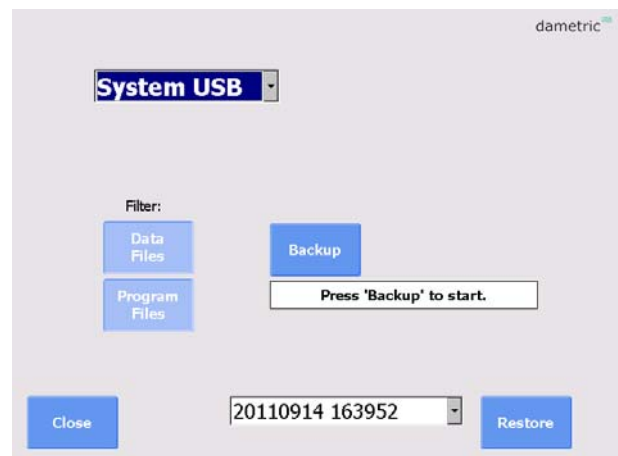 dametric
System USB
Filter:
Data
Files
Backup
Program
Files
Press 'Backup' to start.
Close
20110914 163952
Restore